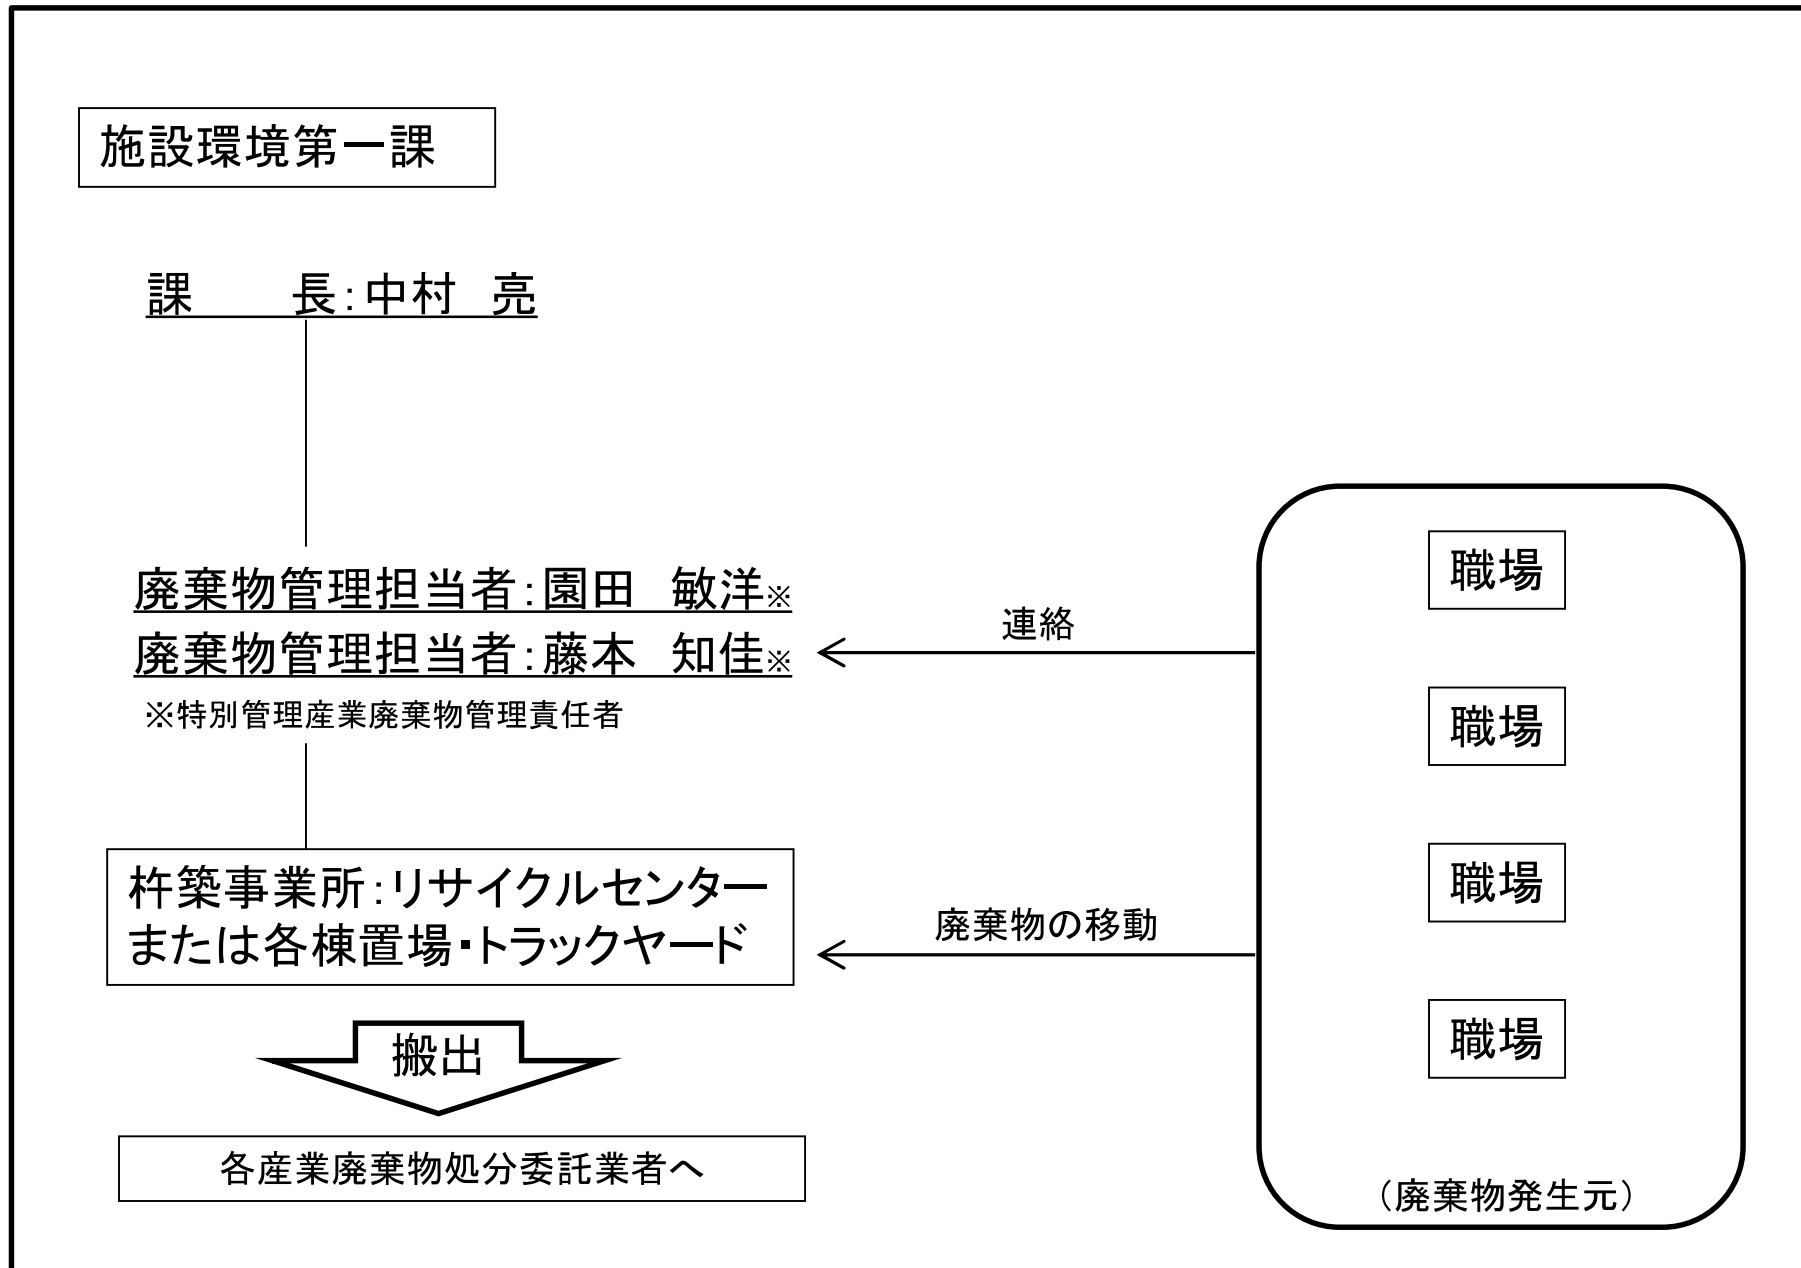 施設環境第一課
課　　長：中村　亮
廃棄物管理担当者：園田　敏洋※
廃棄物管理担当者：藤本　知佳※
※特別管理産業廃棄物管理責任者
連絡
杵築事業所：リサイクルセンター
または各棟置場・トラックヤード
廃棄物の移動
搬出
各産業廃棄物処分委託業者へ
職場
職場
職場
職場
（廃棄物発生元）